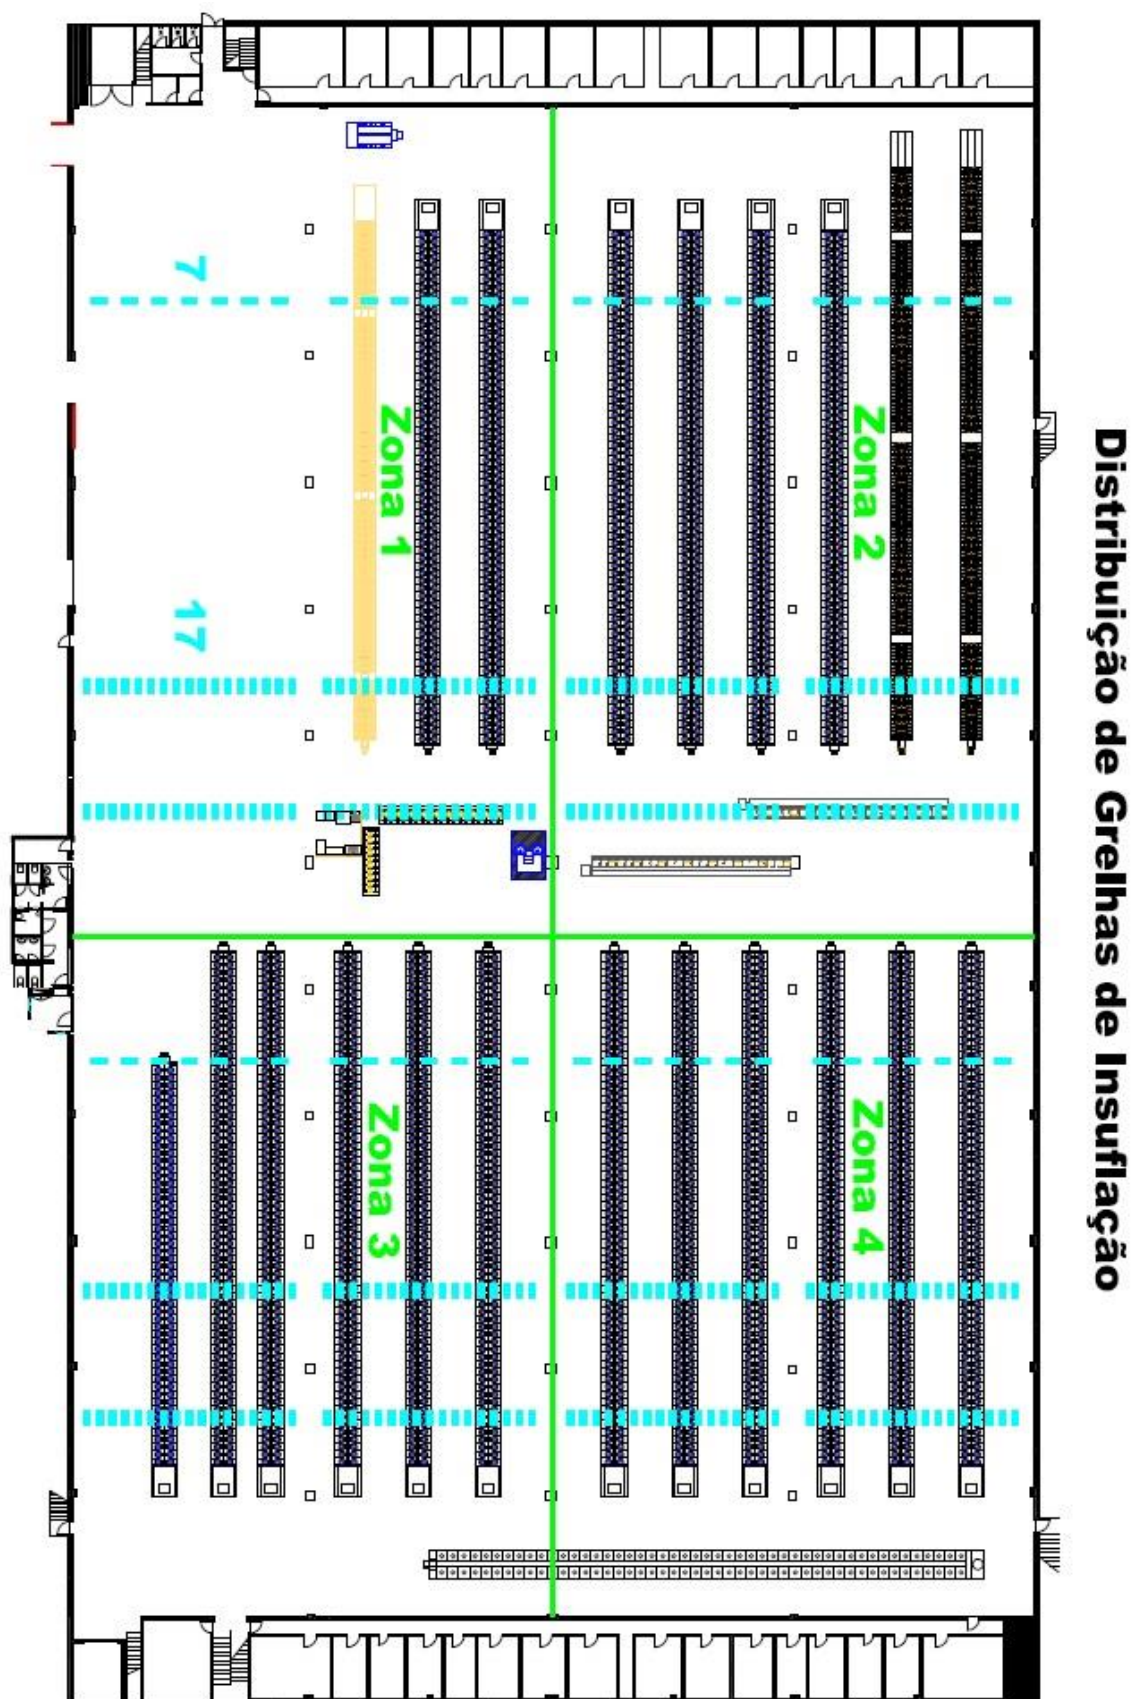 Distribuição de Grelhas de Insuflação
Zona 2
Zona 4
Zona 1
Zona 3
7
17